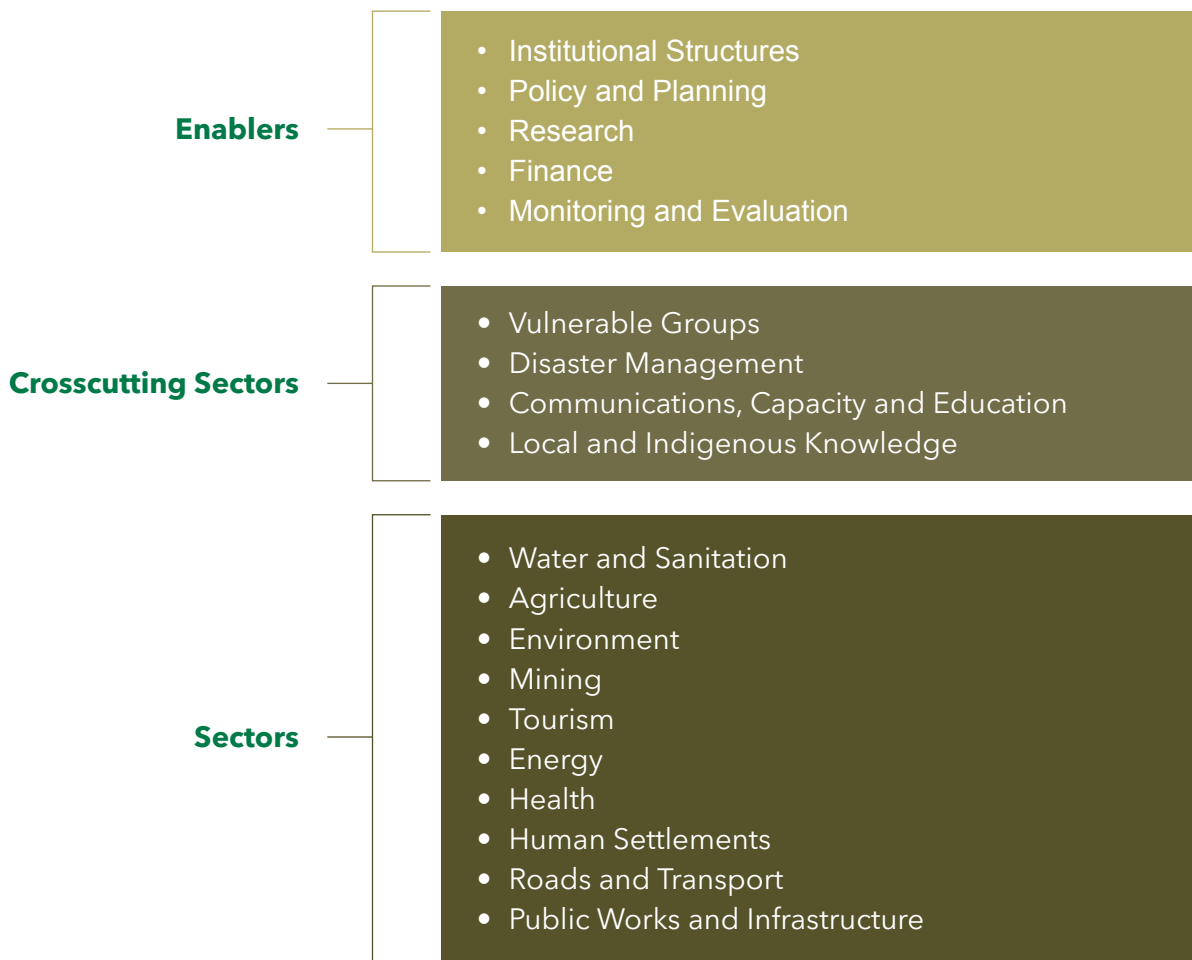 Enablers
• Institutional Structures
• Policy and Planning
• Research
• Finance
• Monitoring and Evaluation
Crosscutting Sectors
• Vulnerable Groups
• Disaster Management
• Communications, Capacity and Education
• Local and Indigenous Knowledge
Sectors
• Water and Sanitation
• Agriculture
• Environment
• Mining
• Tourism
• Energy
• Health
• Human Settlements
• Roads and Transport
• Public Works and Infrastructure